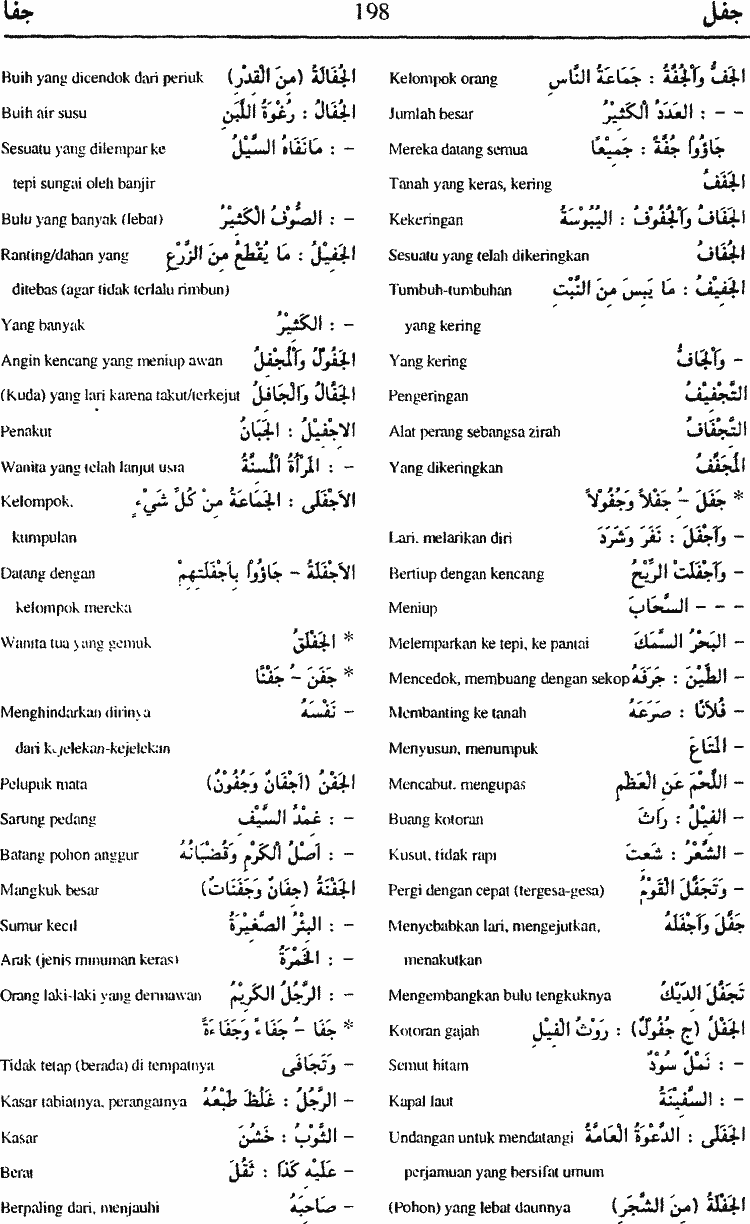 جفل 198 جفا
الجَفُّ وَالْجُفَّةُ : جَمَاعَةُ النَّاسِ Kelompok orang
- - : العَدَدُ الْكَثِيْرُ Jumlah besar
جَاؤُوا جُفَّةً : جَمِيْعًا Mereka datang semua
الجَفَفُ Tanah yang keras, kering
الجَفَافُ وَالْجُفُوْفُ : اليُبُوْسَةُ Kekeringan
الجُفَافُ Sesuatu yang telah dikeringkan
الجَفِيْفُ : مَا يَبِسَ مِنَ النَّبْتِ Tumbuh-tumbuhan
yang kering
- وَالْجَافُّ Yang kering
التَّجْفِيْفُ Pengeringan
التَّجْفَافُ Alat perang sebangsa zirah
الْمُجَفَّفُ Yang dikeringkan
* جَفَلَ -ُ جَفْلاً وَجُفُوْلاً
- وَأَجْفَلَ : نَفَرَ وَشَرَدَ Lari, melarikan diri
- وَأَجْفَلَتْ الرِّيْحُ Bertiup dengan kencang
- - - السَّحَابَ Meniup
- البَحْرُ السَّمَكَ Melemparkan ke tepi, ke pantai
- الطِّيْنَ : جَرَفَهُ Mencedok, membuang dengan sekop
- فُلاَنًا : صَرَعَهُ Membanting ke tanah
- الْمَتَاعَ Menyusun, menumpuk
- اللَّحْمَ عَنِ الْعَظْمِ Mencabut, mengupas
- الفِيْلُ : رَاثَ Buang kotoran
- الشَّعْرُ : شَعِثَ Kusut, tidak rapi
- وَتَجَفَّلَ الْقَوْمُ Pergi dengan cepat (tergesa-gesa)
جَفَّلَ وَأَجْفَلَهُ Menyebabkan lari, mengejutkan,
menakutkan
تَجَفَّلَ الدِّيْكُ Mengembangkan bulu tengkuknya
الجَفْلُ (ج جُفُوْلٌ) : رَوْثُ الْفِيْلِ Kotoran gajah
- : نَمْلٌ سُوْدٌ Semut hitam
- : السَّفِيْنَةُ Kapal laut
الجَفَلَى : الدَّعْوَةُ الْعَامَّةُ Undangan untuk mendatangi
perjamuan yang bersifat umum
الجَفْلَةُ (مِنَ الشَّجَرِ) (Pohon) yang lebat daunnya
الجُفَالَةُ (مِنَ الْقِدْرِ) Buih yang dicendok dari periuk
الجُفَالُ : رُغْوَةُ اللَّبَنِ Buih air susu
- : مَانَفَاهُ السَّيْلُ Sesuatu yang dilempar ke
tepi sungai oleh banjir
- : الصُّوْفُ الْكَثِيْرُ Bulu yang banyak (lebat)
الجَفِيْلُ : مَا يُقْطَعُ مِنَ الزَّرْعِ Ranting/dahan yang
ditebas (agar tidak terlalu rimbun)
- : الكَثِيْرُ Yang banyak
الجَفُوْلُ وَالْمُجْفِلُ Angin kencang yang meniup awan
الجَفَّالُ وَالْجَافِلُ (Kuda) yang lari karena takut/terkejut
الاِجْفِيْلُ : الجَبَانُ Penakut
- : الْمَرْأَةُ الْمُسِنَّةُ Wanita yang telah lanjut usia
الأَجْفَلَى : الجَمَاعَةُ مِنْ كُلِّ شَيْءٍ Kelompok,
kumpulan
الأَجْفَلَةُ - جَاؤُوا بِأَجْفَلَتِهِمْ Datang dengan
kelompok mereka
* الجَفْلَقُ Wanita tua yang gemuk
* جَفَنَ -ُ جَفْنًا
- نَفْسَهُ Menghindarkan dirinya
dari kejelekan-kejelekan
الجَفْنُ (أَجْفَانٌ وَجُفُوْنٌ) Pelupuk mata
- : غِمْدُ السَّيْفِ Sarung pedang
- : أَصْلُ الْكَرْمِ وَقُضْبَانُهُ Batang pohon anggur
الجَفْنَةُ (جِفَانٌ وَجَفَنَاتٌ) Mangkuk besar
- : البِئْرُ الصَّغِيْرَةُ Sumur kecil
- : الخَمْرَةُ Arak (jenis minuman keras)
- : الرَّجُلُ الْكَرِيْمُ Orang laki-laki yang dermawan
* جَفَا -ُ جَفَاءً وَجَفَاءَةً
- وَتَجَافَى Tidak tetap (berada) di tempatnya
- الرَّجُلُ : غَلُظَ طَبْعُهُ Kasar tabiatnya, perangainya
- الثَّوْبُ : خَشُنَ Kasar
- عَلَيْهِ كَذَا : ثَقُلَ Berat
- صَاحِبَهُ Berpaling dari, menjauhi